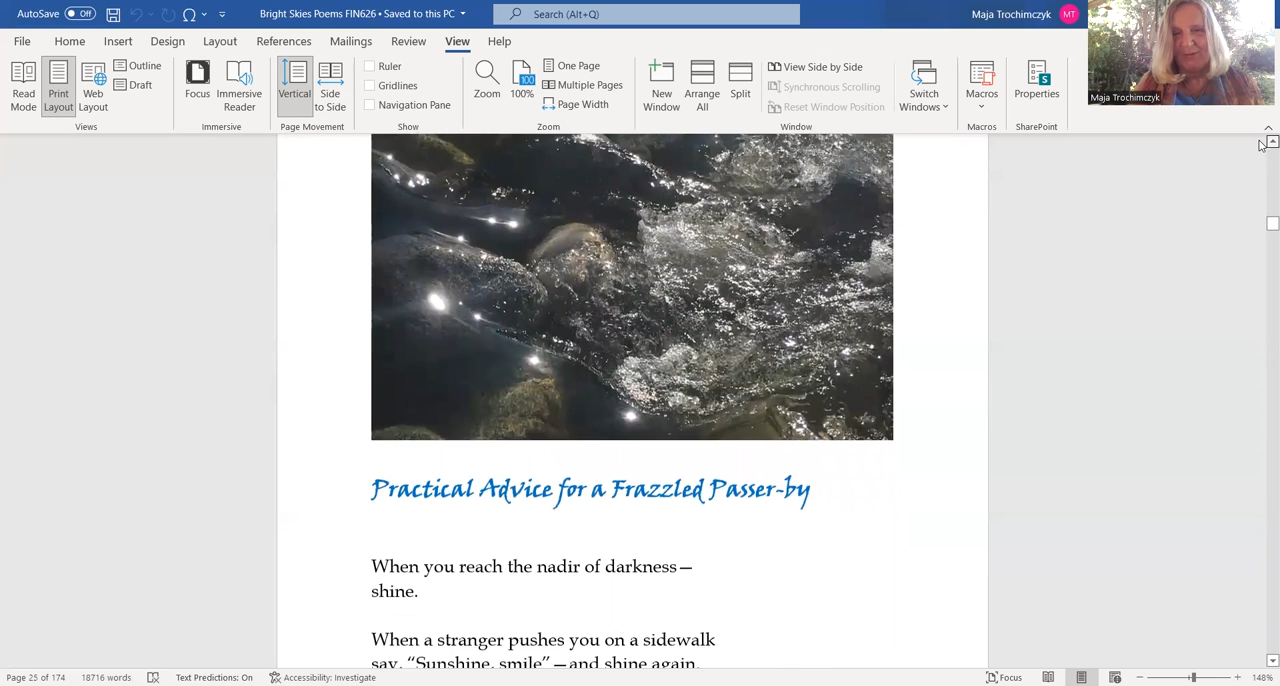 AutoSave Off Bright Skies Poems FIN626 • Saved to this PC Search (Alt+Q) Maja Trochimczyk MT
File Home Insert Design Layout References Mailings Review View Help
Read Mode
Print Layout
Web Layout
Outline
Draft
Views
Focus
Immersive Reader
Immersive
Vertical
Side to Side
Page Movement
Ruler
Gridlines
Navigation Pane
Show
Zoom
100
100%
One Page
Multiple Pages
Page Width
Zoom
New Window
Arrange All
Split
View Side by Side
Synchronous Scrolling
Reset Window Position
Window
Switch Windows
Macros
Macros
Properties
SharePoint
Maja Trochimczyk
Practical Advice for a Frazzled Passer-by
When you reach the nadir of darkness—
shine.
When a stranger pushes you on a sidewalk
say, “Sunshine, smile”—and shine again.
Page 25 of 174 18716 words Text Predictions: On Accessibility: Investigate Focus 148%